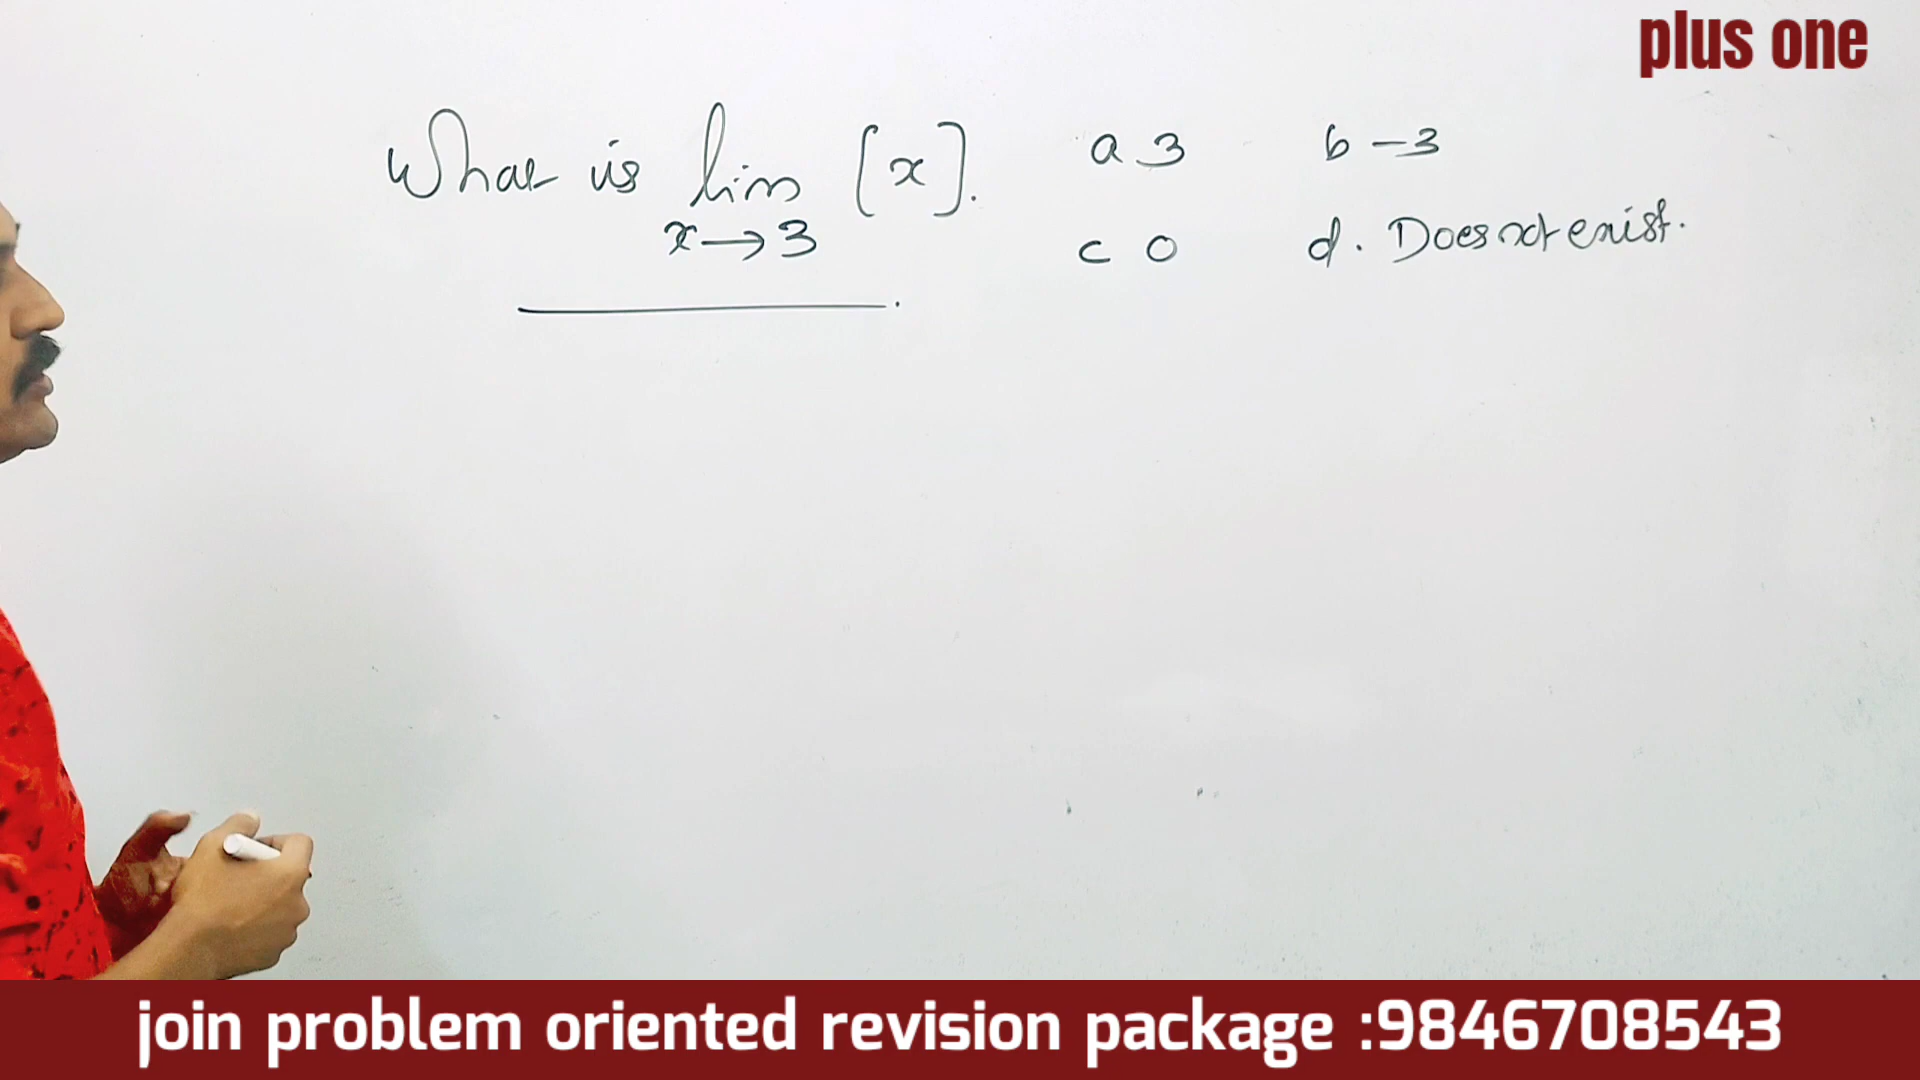 plus one
What is lim [x]. a 3 b -3
x→3 c 0 d. Does not exist.
join problem oriented revision package :9846708543